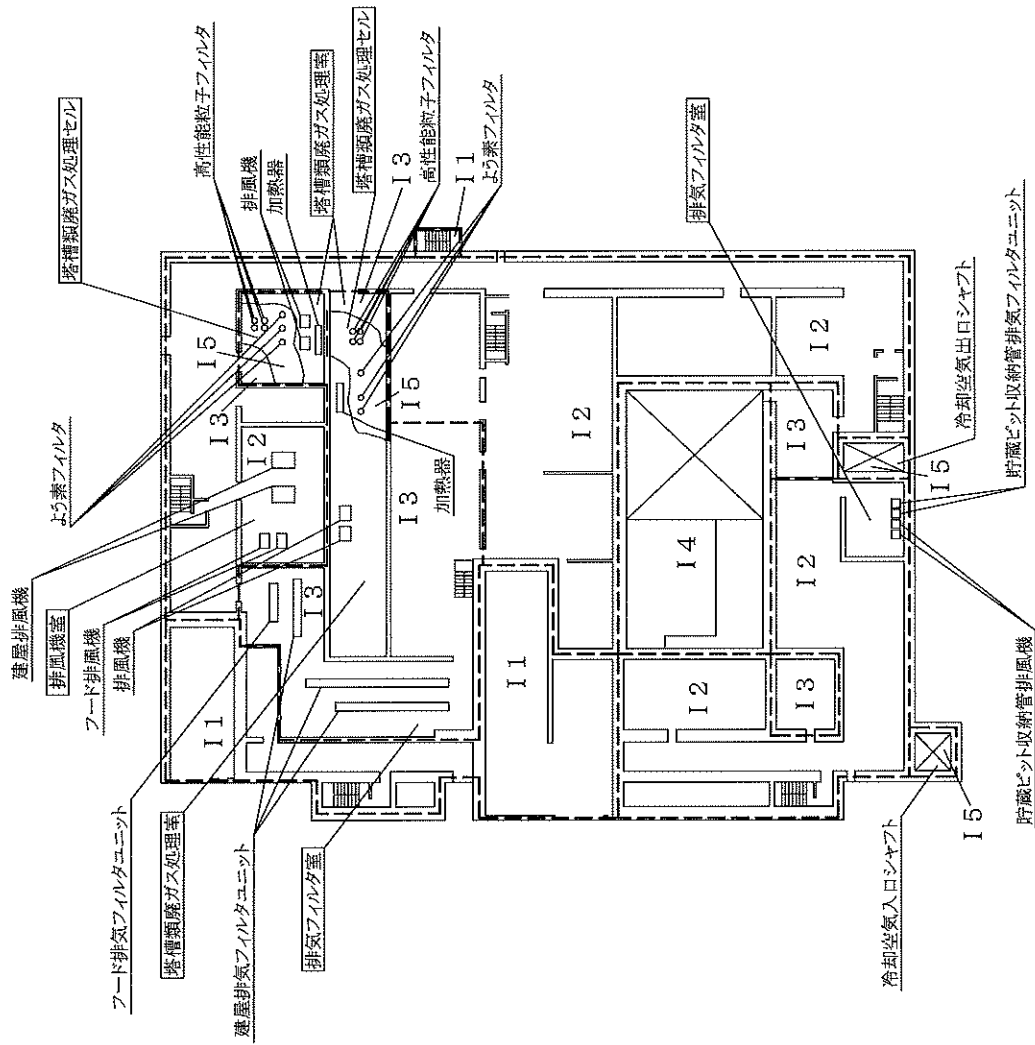 塔槽類廃ガス処理セル
高性能粒子フィルタ
排風機
加熱器
塔槽類廃ガス処理室
塔槽類廃ガス処理セル
I3
高性能粒子フィルタ
I1
よう素フィルタ
排気フィルタ室
よう素フィルタ
建屋排風機
排風機室
フード排風機
排風機
I5
I3
I2
I3
I5
I3
加熱器
I1
I2
I2
I4
I3
I2
I1
I2
I3
I5
冷却空気出口シャフト
貯蔵ピット収納管排気フィルタユニット
フード排気フィルタユニット
塔槽類廃ガス処理室
建屋排気フィルタユニット
排気フィルタ室
冷却空気入口シャフト
I5
貯蔵ピット収納管排風機